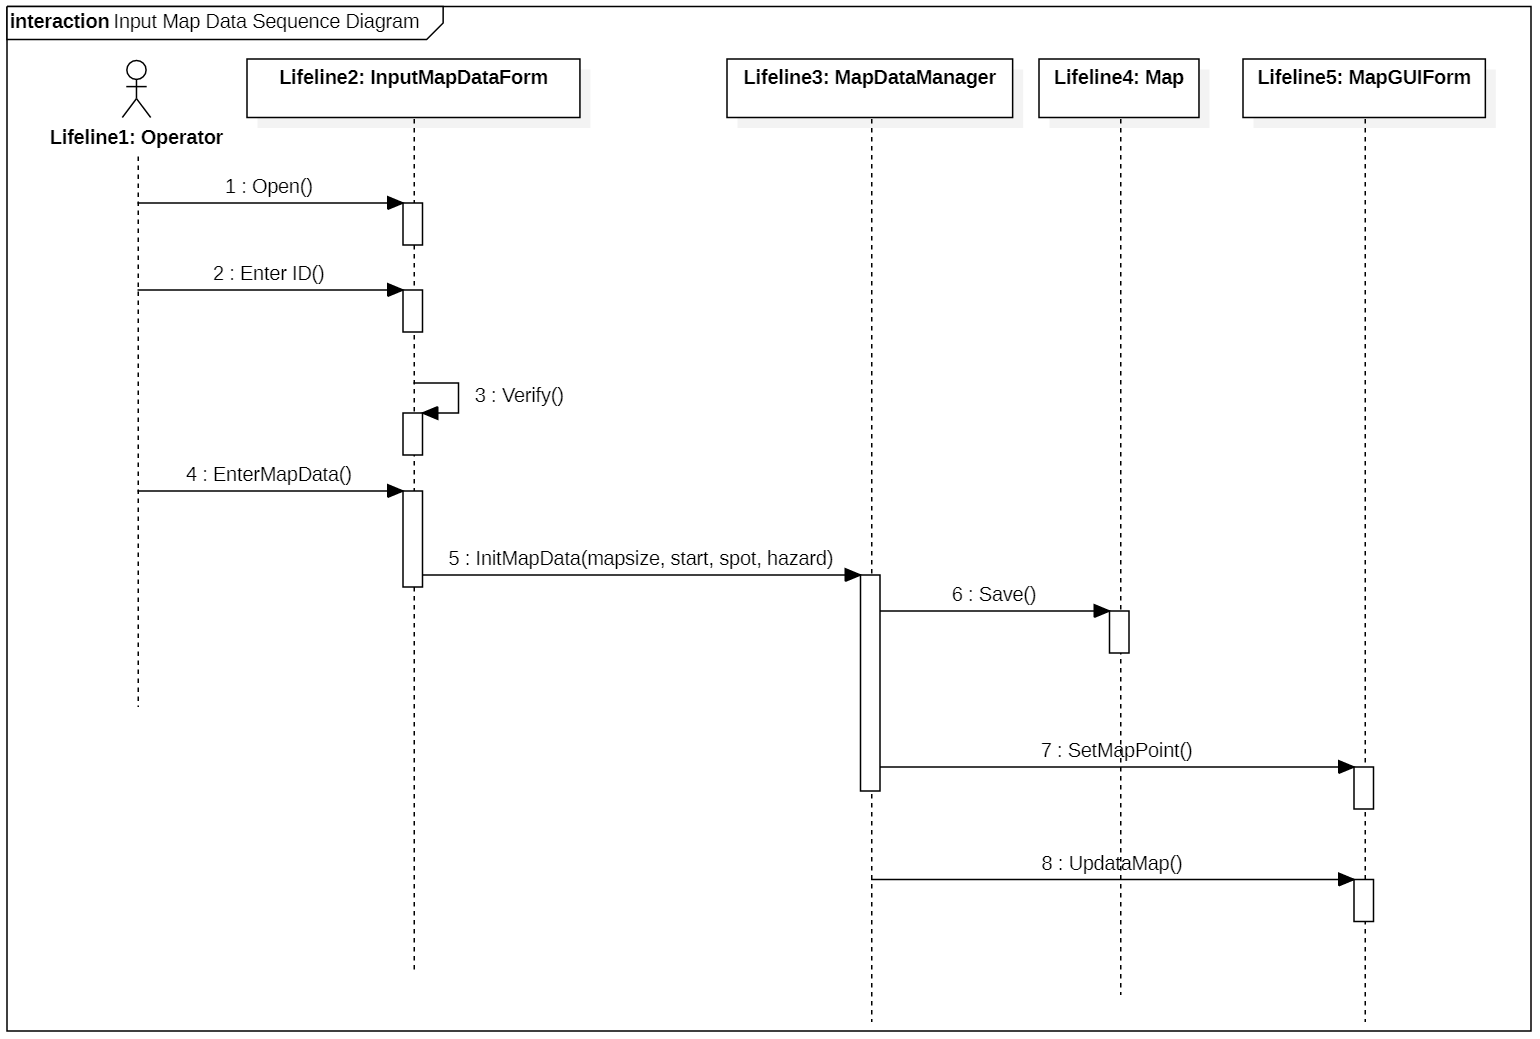 interaction Input Map Data Sequence Diagram
Lifeline1: Operator
Lifeline2: InputMapDataForm
Lifeline3: MapDataManager
Lifeline4: Map
Lifeline5: MapGUIForm
1 : Open()
2 : Enter ID()
3 : Verify()
4 : EnterMapData()
5 : InitMapData(mapsize, start, spot, hazard)
6 : Save()
7 : SetMapPoint()
8 : UpdataMap()